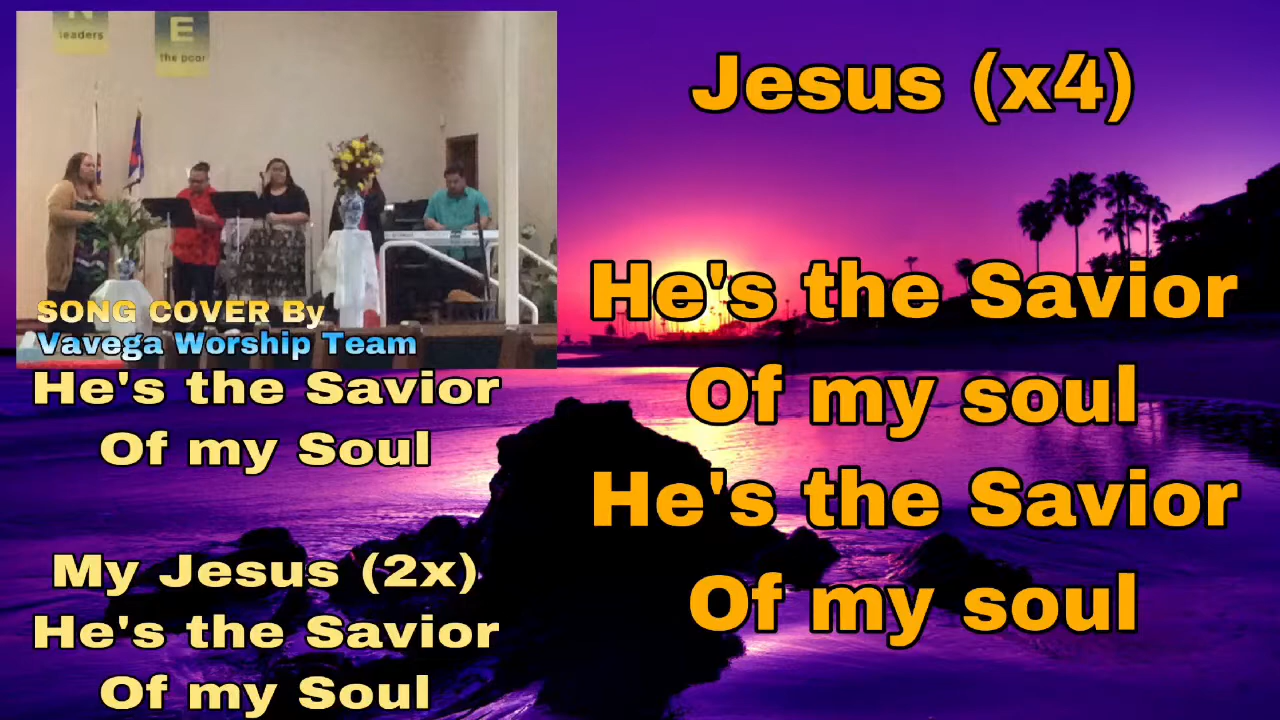 N
leaders
E
the poor
SONG COVER By
Vavega Worship Team
He's the Savior
Of my Soul
My Jesus (2x)
He's the Savior
Of my Soul
Jesus (x4)
He's the Savior
Of my soul
He's the Savior
Of my soul